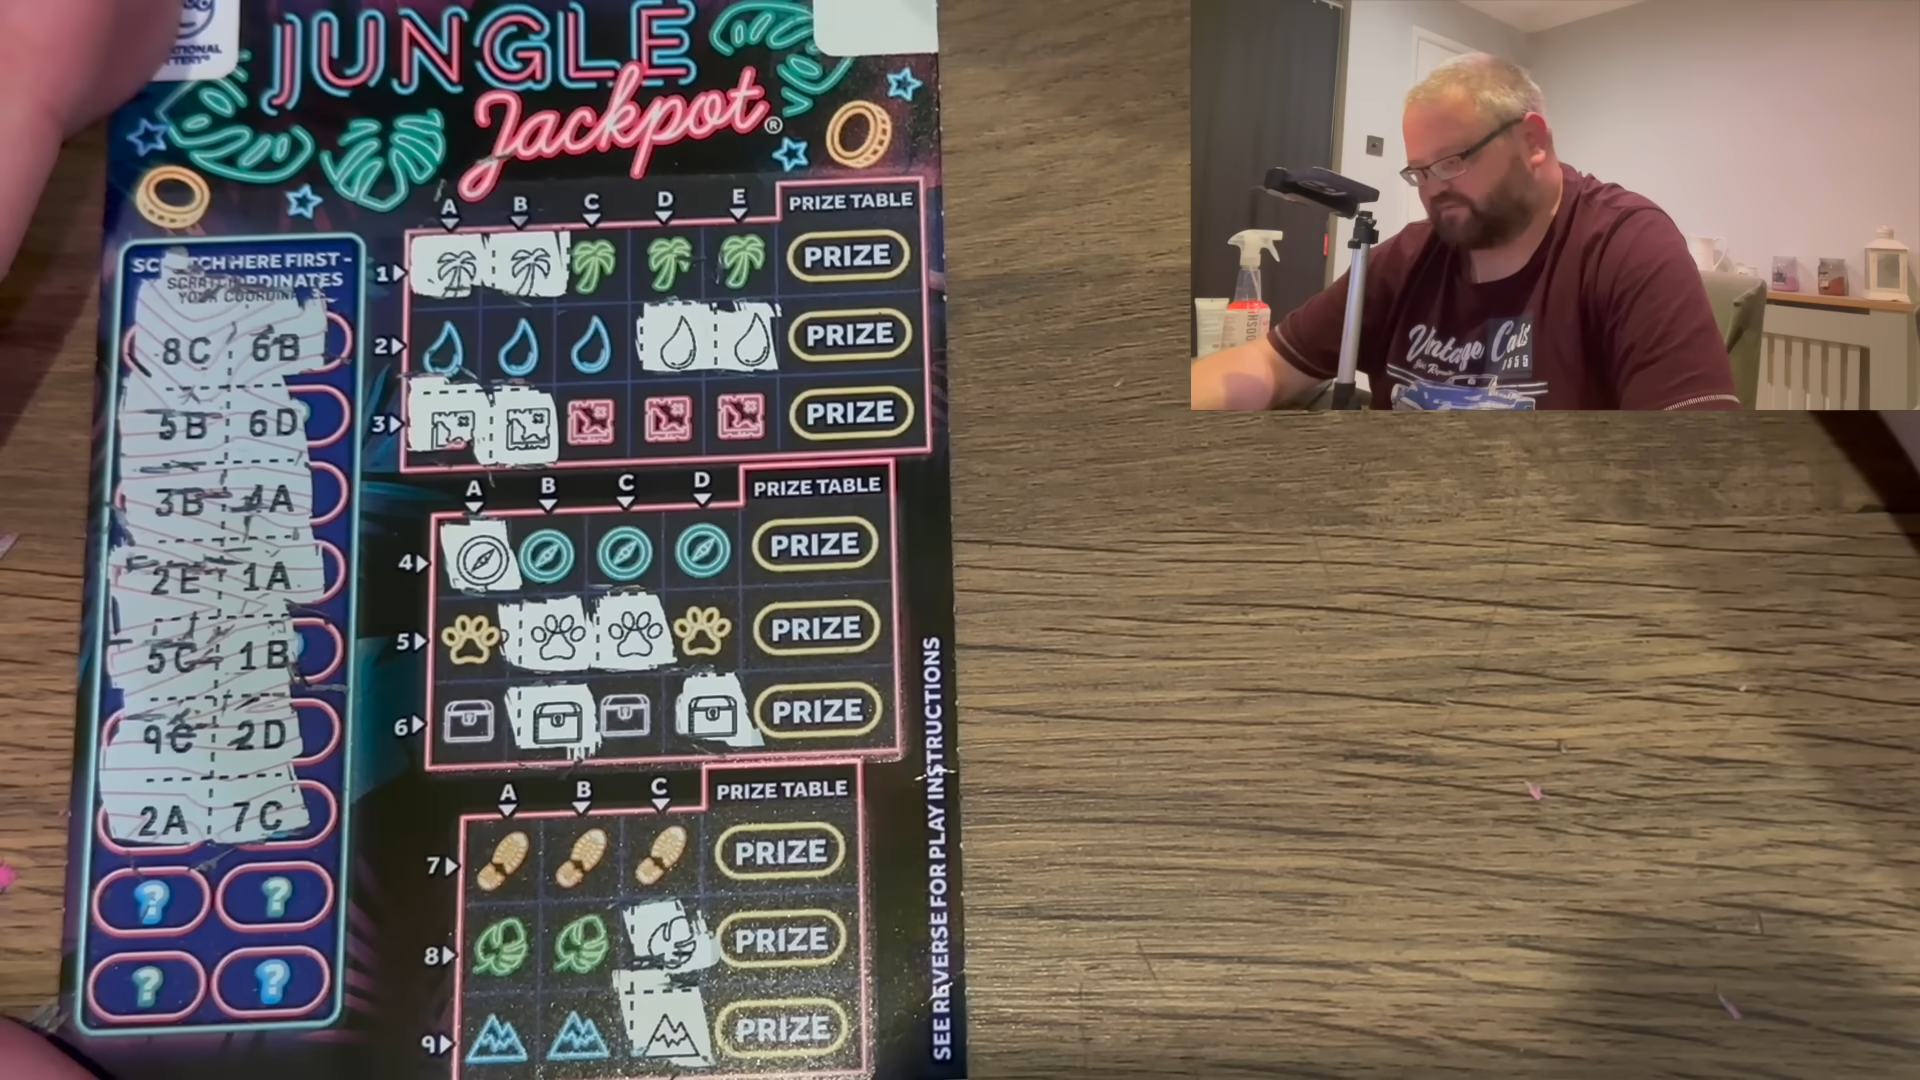 JUNGLE
Jackpot®
A B C D E
PRIZE TABLE
1 PRIZE
2 PRIZE
3 PRIZE
A B C D
PRIZE TABLE
4 PRIZE
5 PRIZE
6 PRIZE
A B C
PRIZE TABLE
7 PRIZE
8 PRIZE
9 PRIZE
SCRATCH HERE FIRST -
8C 6B
5B 6D
3B 4A
2E 1A
5C 1B
9C 2D
2A 7C
? ?
? ?
SEE REVERSE FOR PLAY INSTRUCTIONS
Vintage Cars
1955